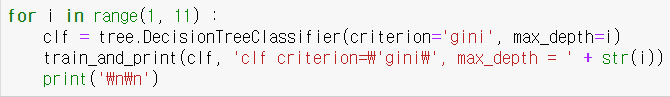 for i in range(1, 11) :
    clf = tree.DecisionTreeClassifier(criterion='gini', max_depth=i)
    train_and_print(clf, 'clf criterion=₩'gini₩', max_depth = ' + str(i))
    print('₩n₩n')